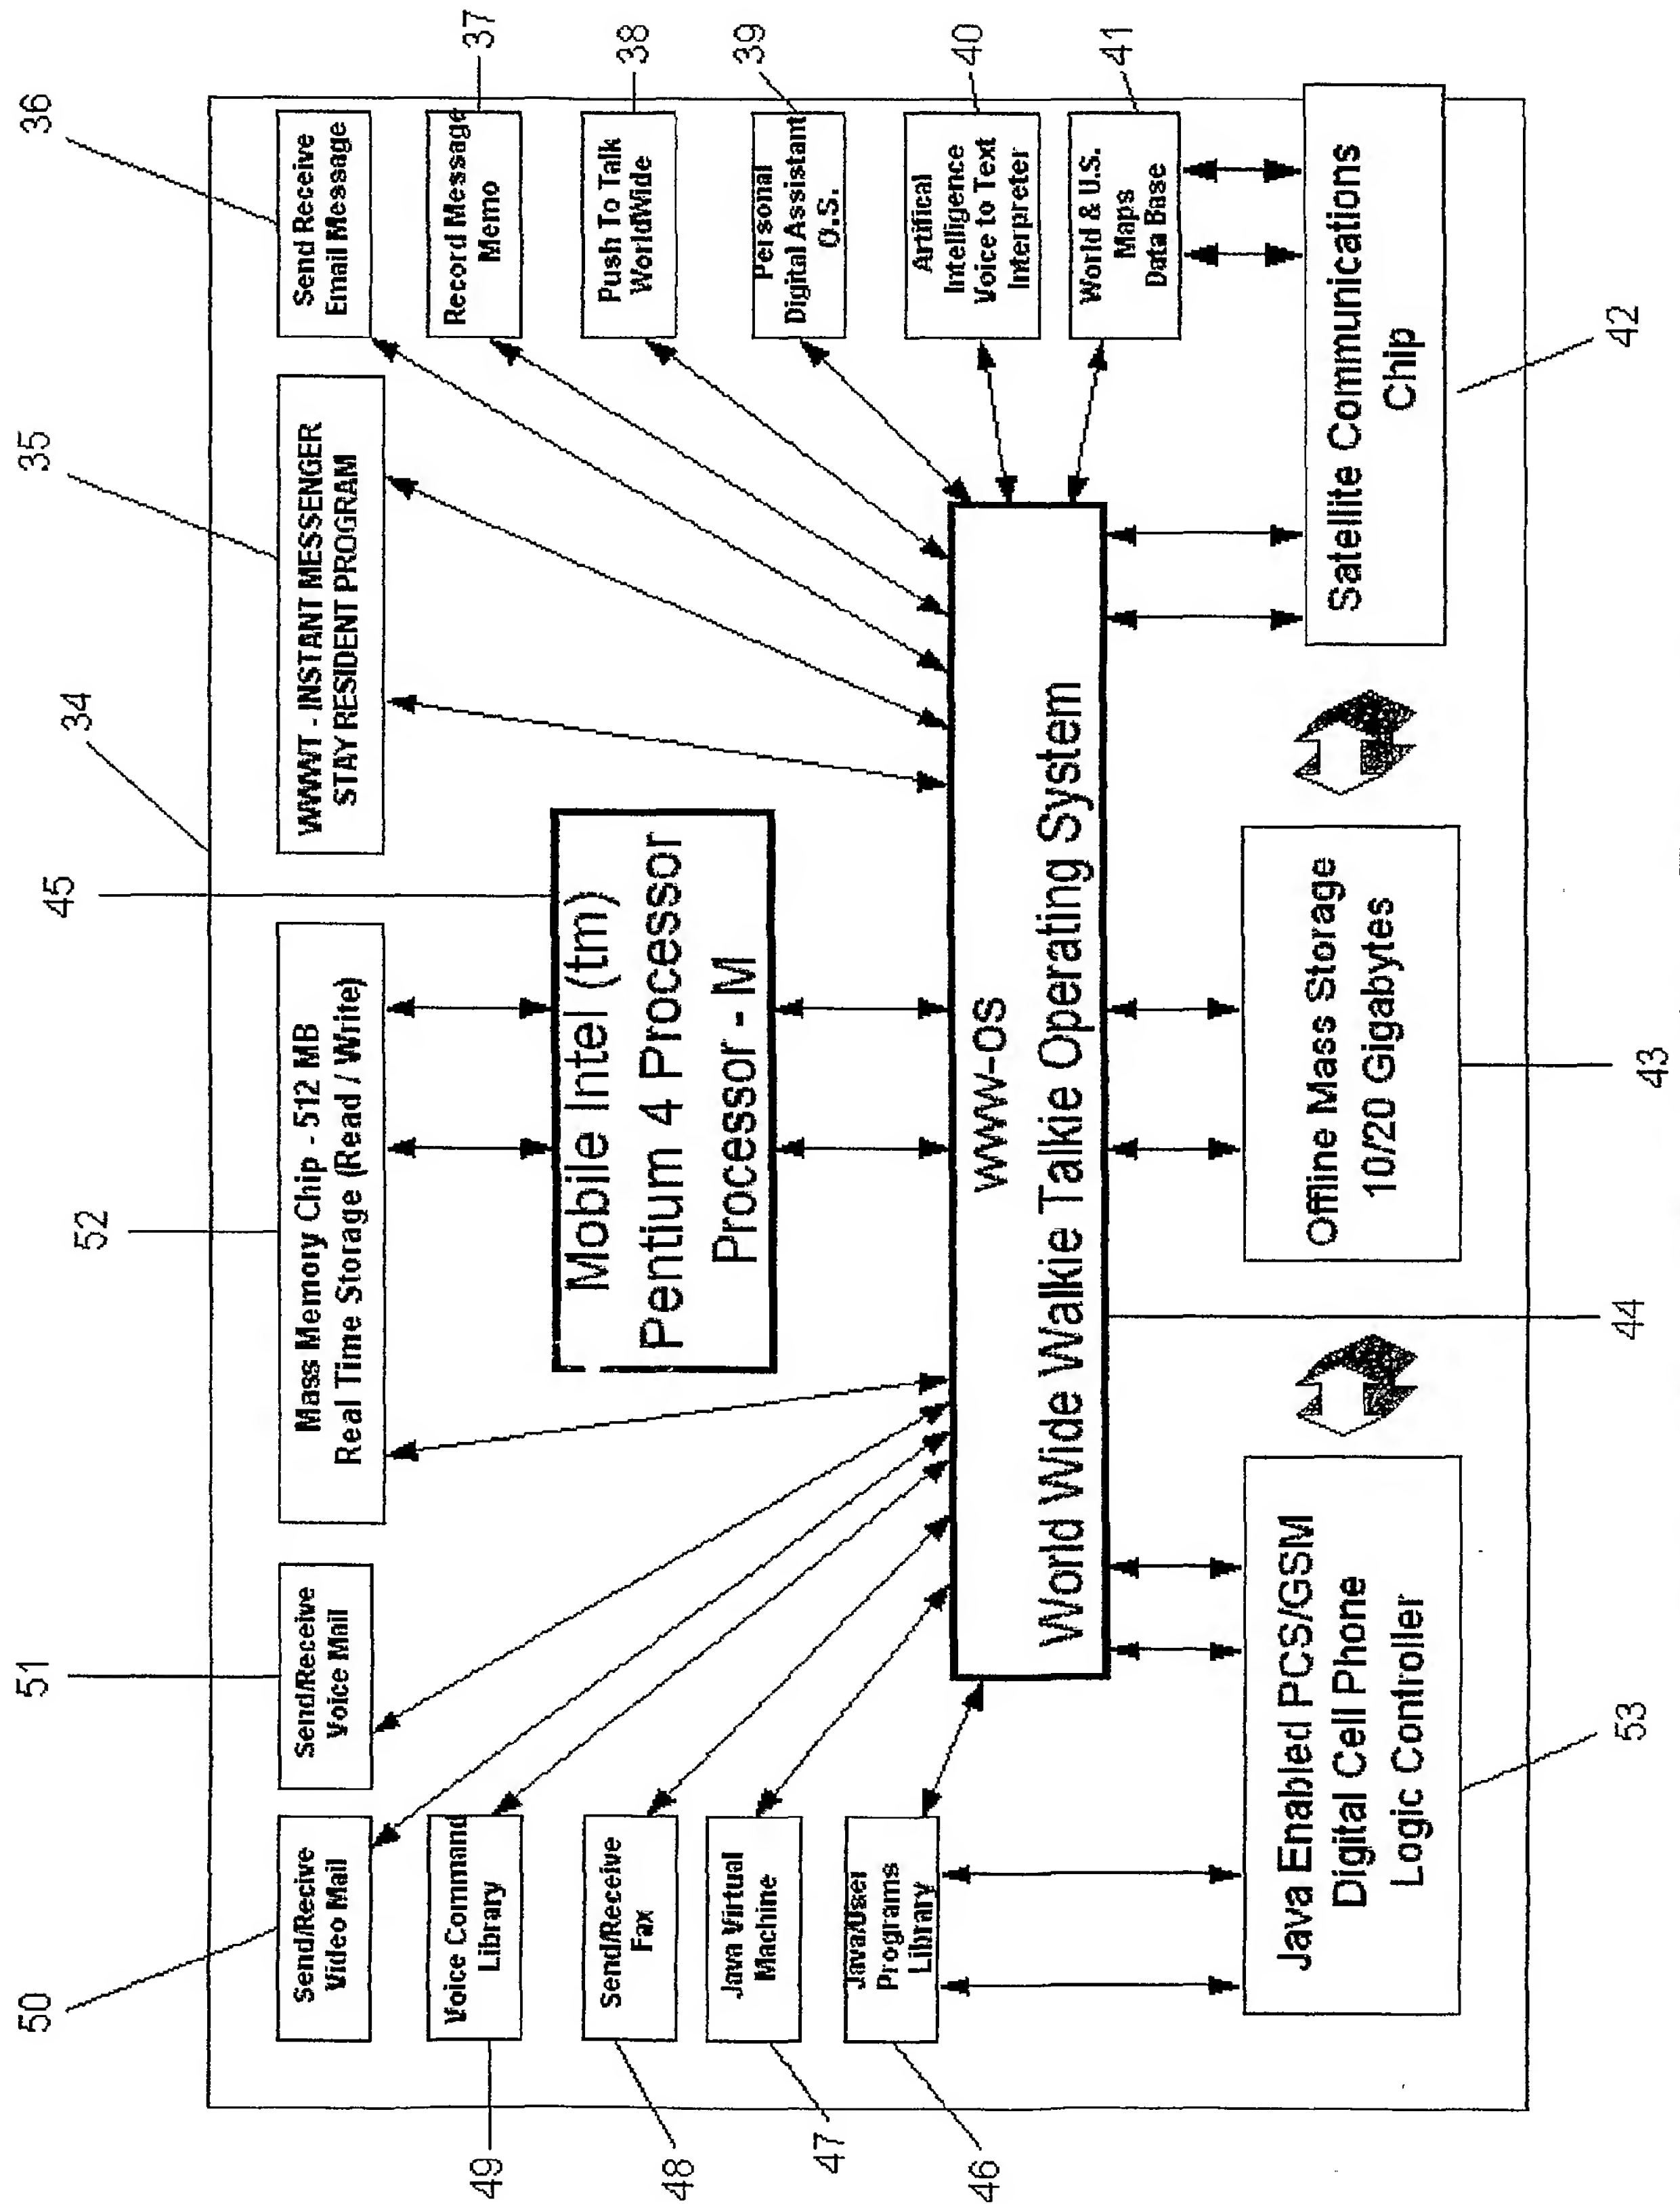 50
51
52
45
34
35
36
Send/Recive
Video Mail
Send/Receive
Voice Mail
Mass Memory Chip - 512 MB
Real Time Storage (Read / Write)
WWWT - INSTANT MESSENGER
STAY RESIDENT PROGRAM
Send Receive
Email Message
49
Voice Command
Library
Record Message
Memo
37
48
Send/Receive
Fax
Mobile Intel (tm)
Pentium 4 Processor
Processor - M
Push To Talk
WorldWide
38
47
Java Virtual
Machine
Personal
Digital Assistant
O.S.
39
46
Java/User
Programs
Library
WWW-OS
World Wide Walkie Talkie Operating System
Artifical
Intelligence
Voice to Text
Interpreter
40
World & U.S.
Maps
Data Base
41
Java Enabled PCS/GSM
Digital Cell Phone
Logic Controller
Offline Mass Storage
10/20 Gigabytes
Satellite Communications
Chip
53
44
43
42